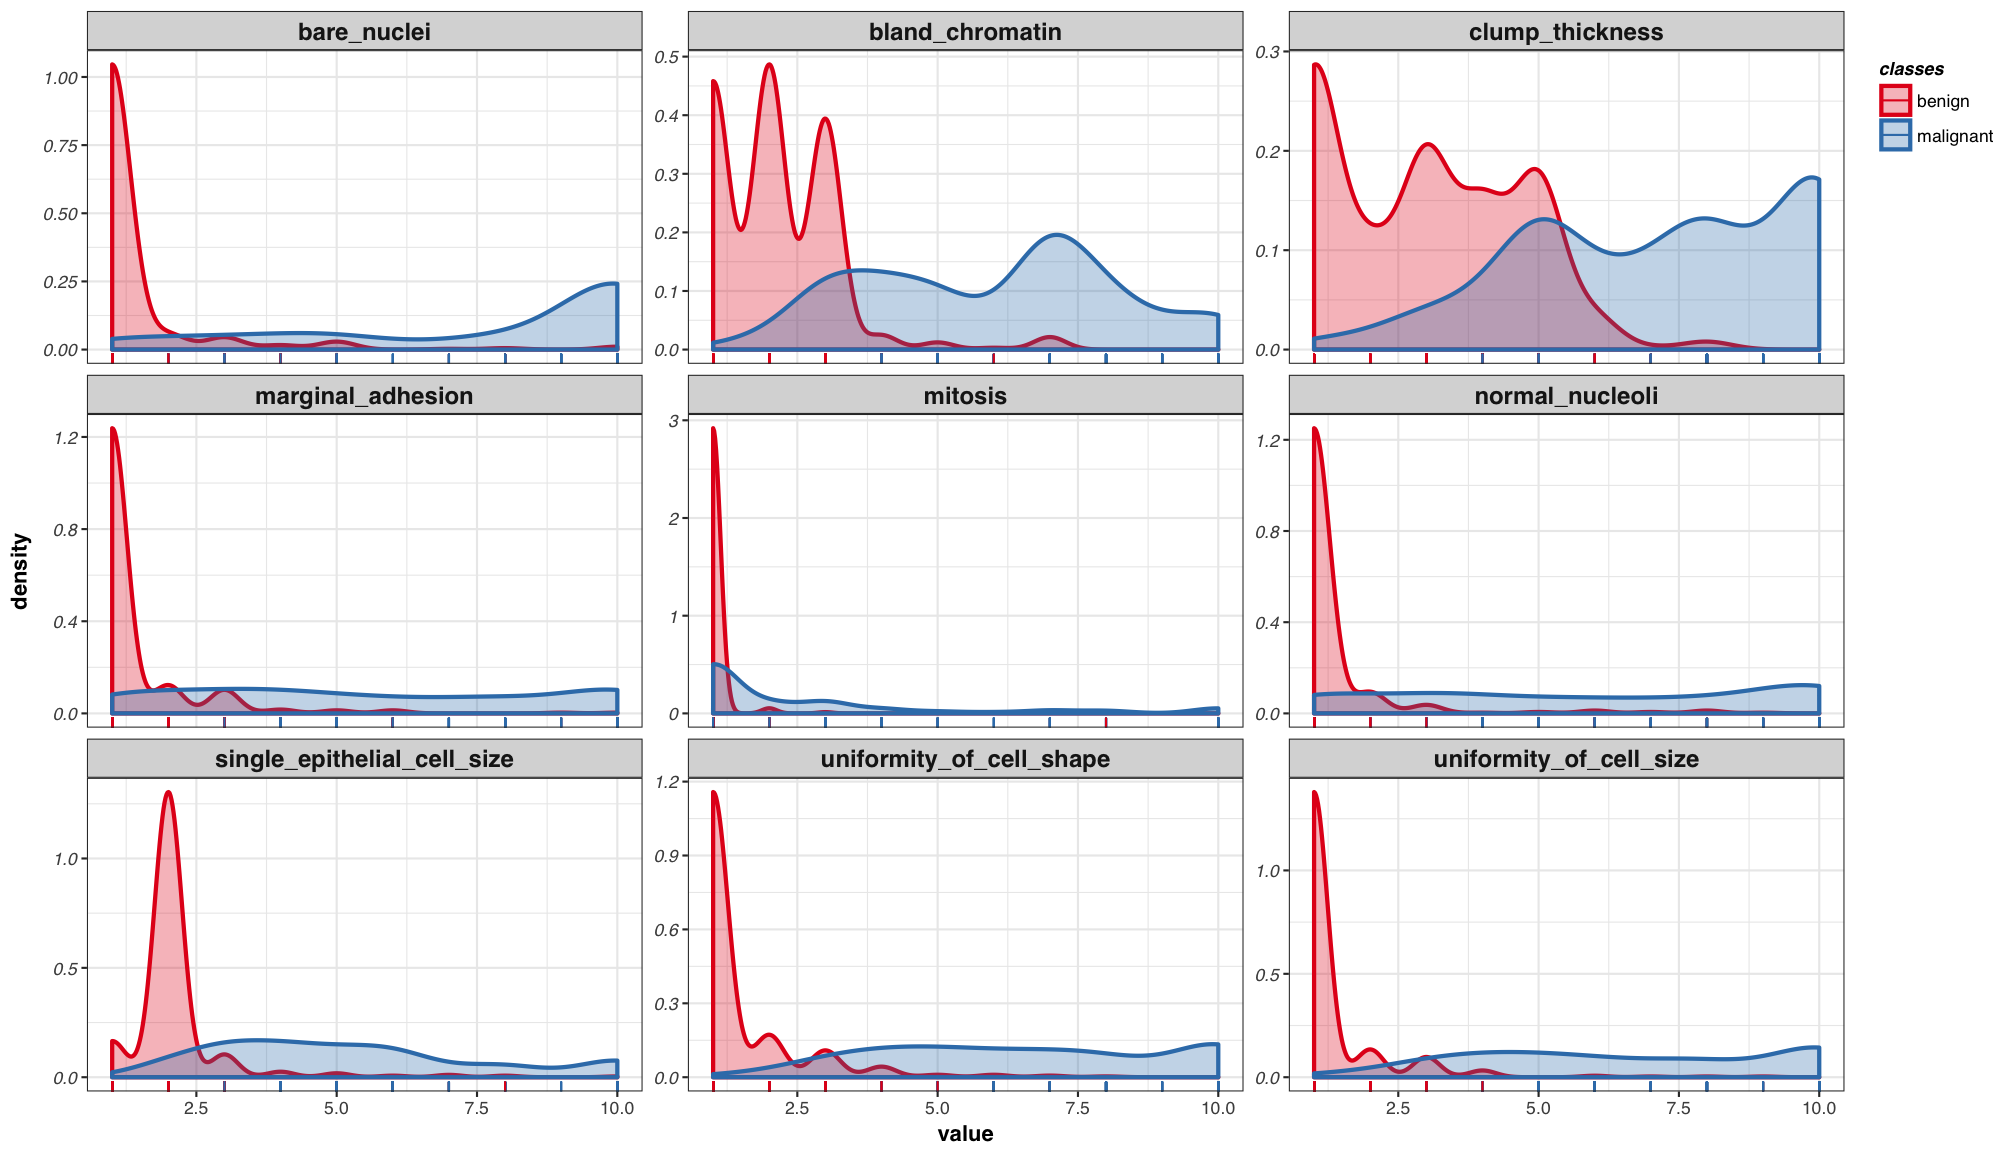 bare_nuclei
bland_chromatin
clump_thickness
classes
benign
malignant
1.00
0.75
0.50
0.25
0.00
0.5
0.4
0.3
0.2
0.1
0.0
0.3
0.2
0.1
0.0
marginal_adhesion
mitosis
normal_nucleoli
1.2
0.8
0.4
0.0
3
2
1
0
1.2
0.8
0.4
0.0
density
single_epithelial_cell_size
uniformity_of_cell_shape
uniformity_of_cell_size
1.0
0.5
0.0
1.2
0.9
0.6
0.3
0.0
1.0
0.5
0.0
2.5 5.0 7.5 10.0
2.5 5.0 7.5 10.0
2.5 5.0 7.5 10.0
value